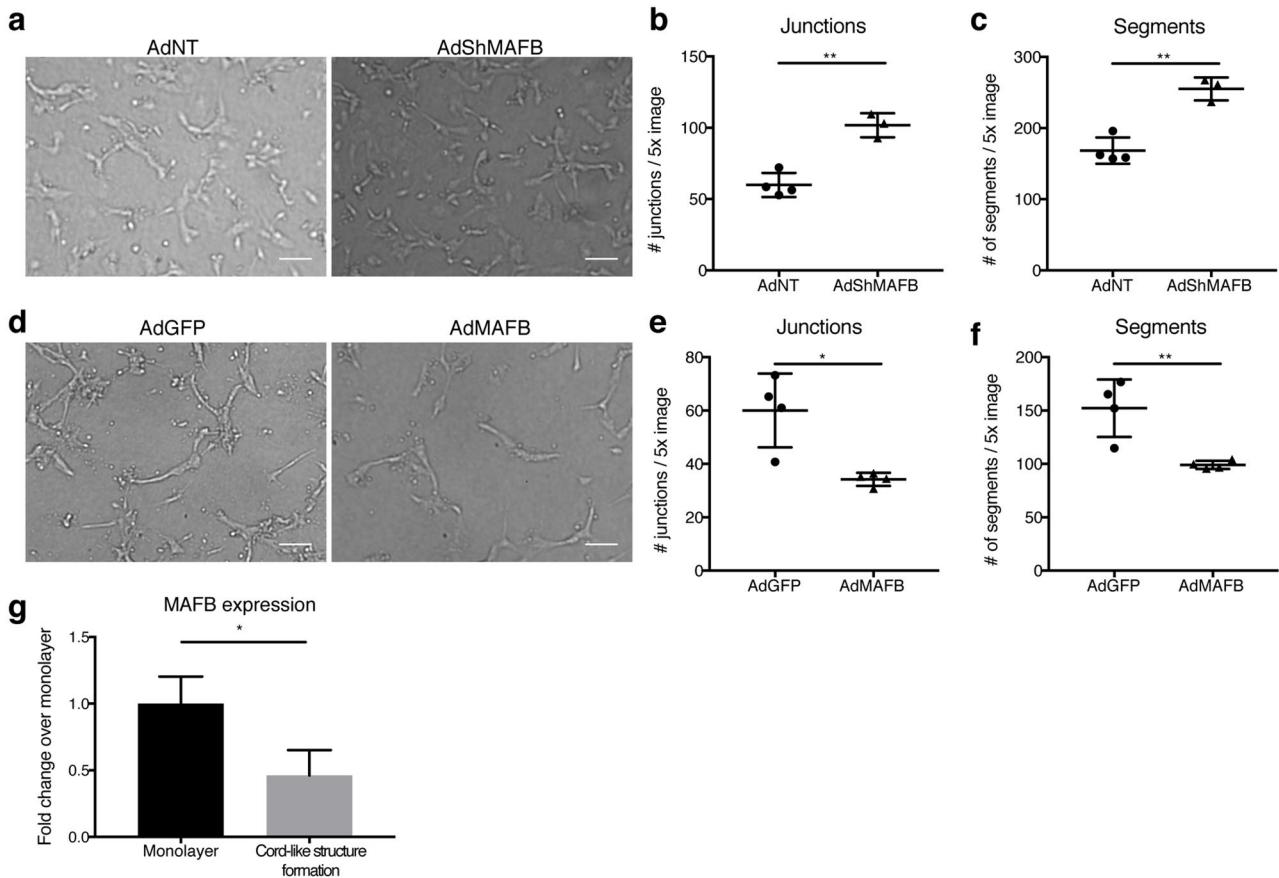 a
AdNT
AdShMAFB
b
Junctions
**
# junctions / 5x image
150
100
50
0
AdNT
AdShMAFB
c
Segments
**
# of segments / 5x image
300
200
100
0
AdNT
AdShMAFB
d
AdGFP
AdMAFB
e
Junctions
*
# junctions / 5x image
80
60
40
20
0
AdGFP
AdMAFB
f
Segments
**
# of segments / 5x image
200
150
100
50
0
AdGFP
AdMAFB
g
MAFB expression
*
Fold change over monolayer
1.5
1.0
0.5
0.0
Monolayer
Cord-like structure
formation